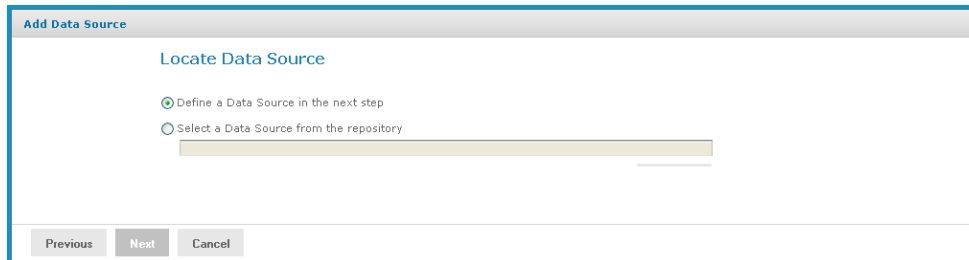 Add Data Source
Locate Data Source
Define a Data Source in the next step
Select a Data Source from the repository
Previous Next Cancel